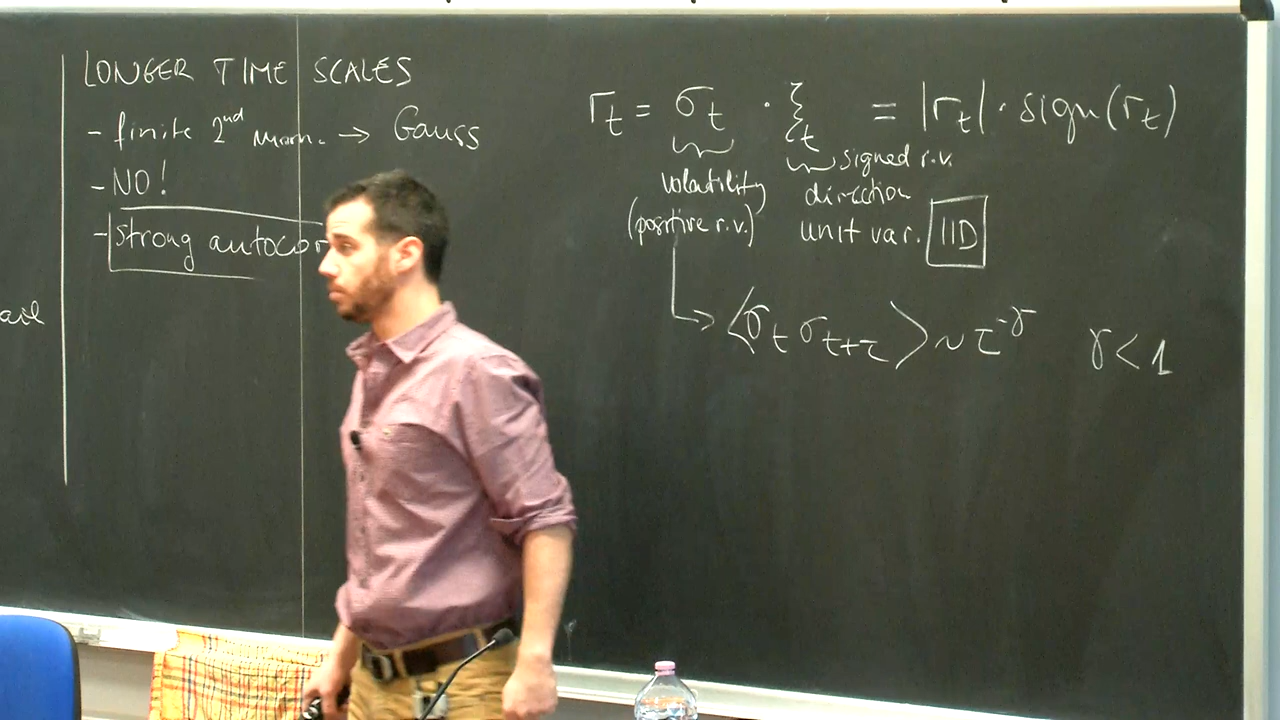 LONGER TIME SCALES
- finite 2nd mom. → Gauss
- NO!
- strong autocor
ail
r_t = σ_t · ξ_t = |r_t| · sign(r_t)
volatility
(positive r.v.)
signed r.v.
direction
unit var. IID
→ ⟨σ_t σ_{t+τ}⟩ ~ τ^{-γ} γ < 1